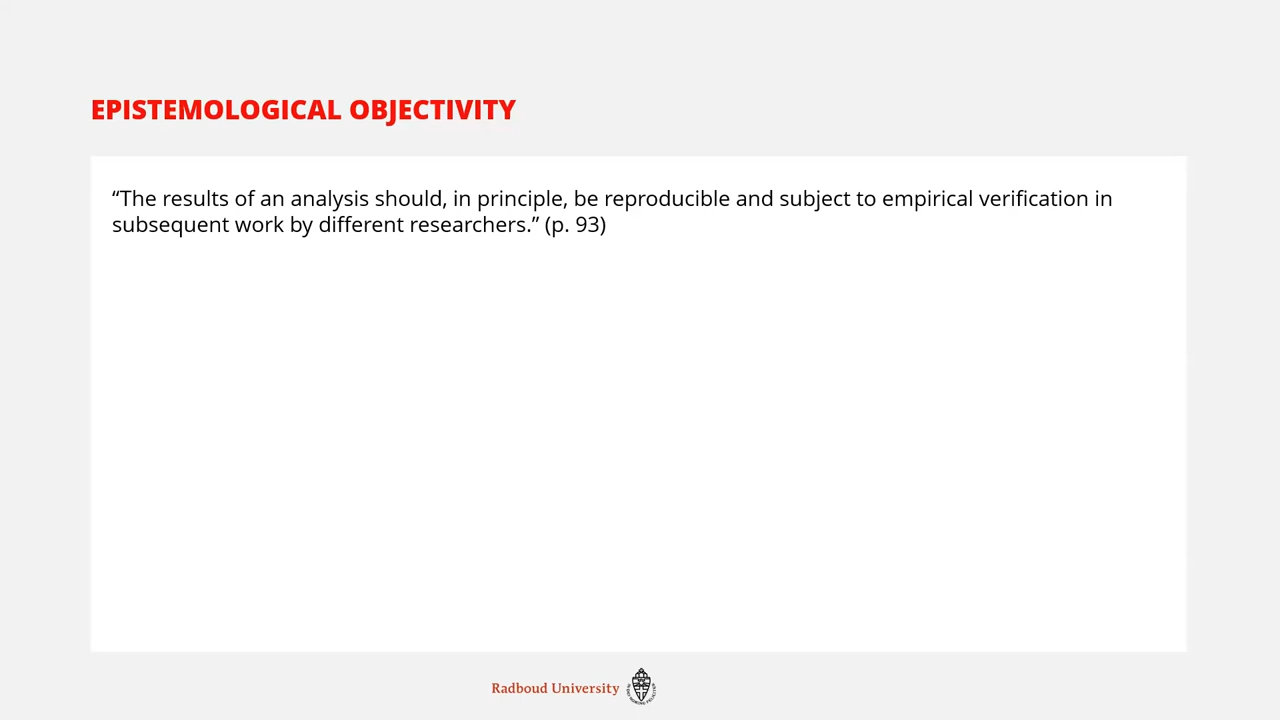 EPISTEMOLOGICAL OBJECTIVITY
“The results of an analysis should, in principle, be reproducible and subject to empirical verification in
subsequent work by different researchers.” (p. 93)
Radboud University